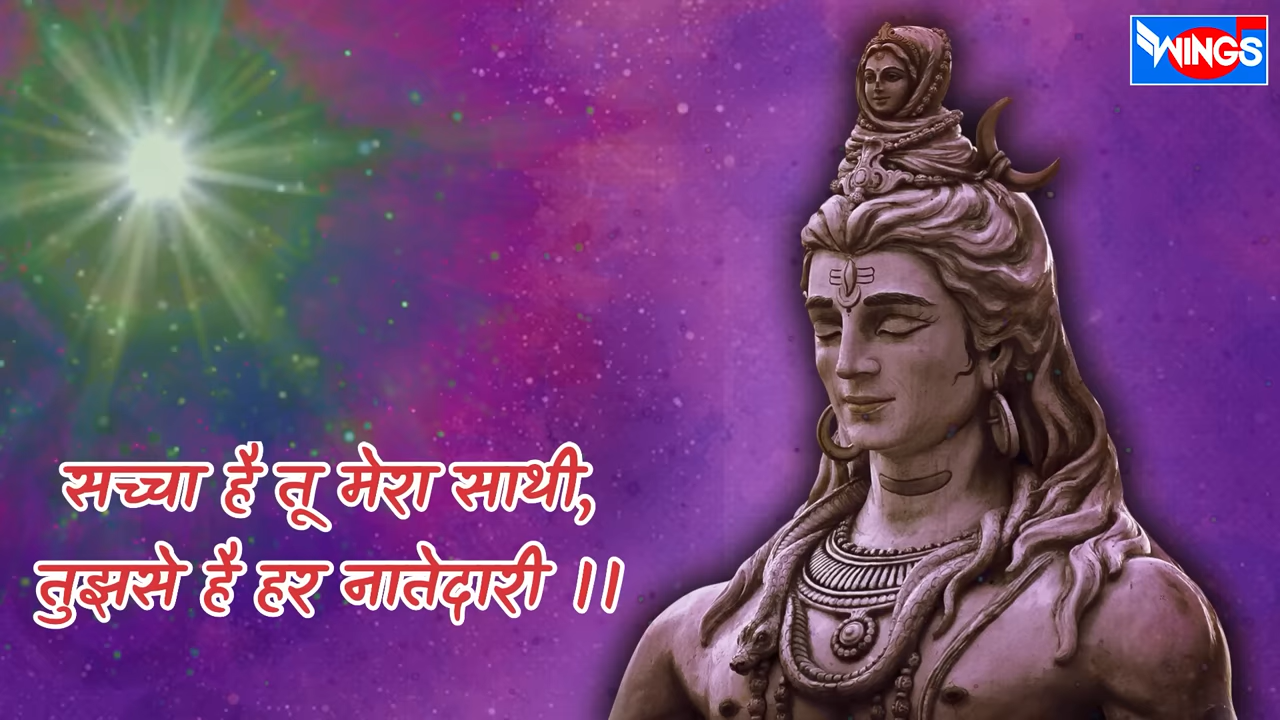 WINGS
सच्चा है तू मेरा साथी,
तुझसे है हर नातेदारी ।।